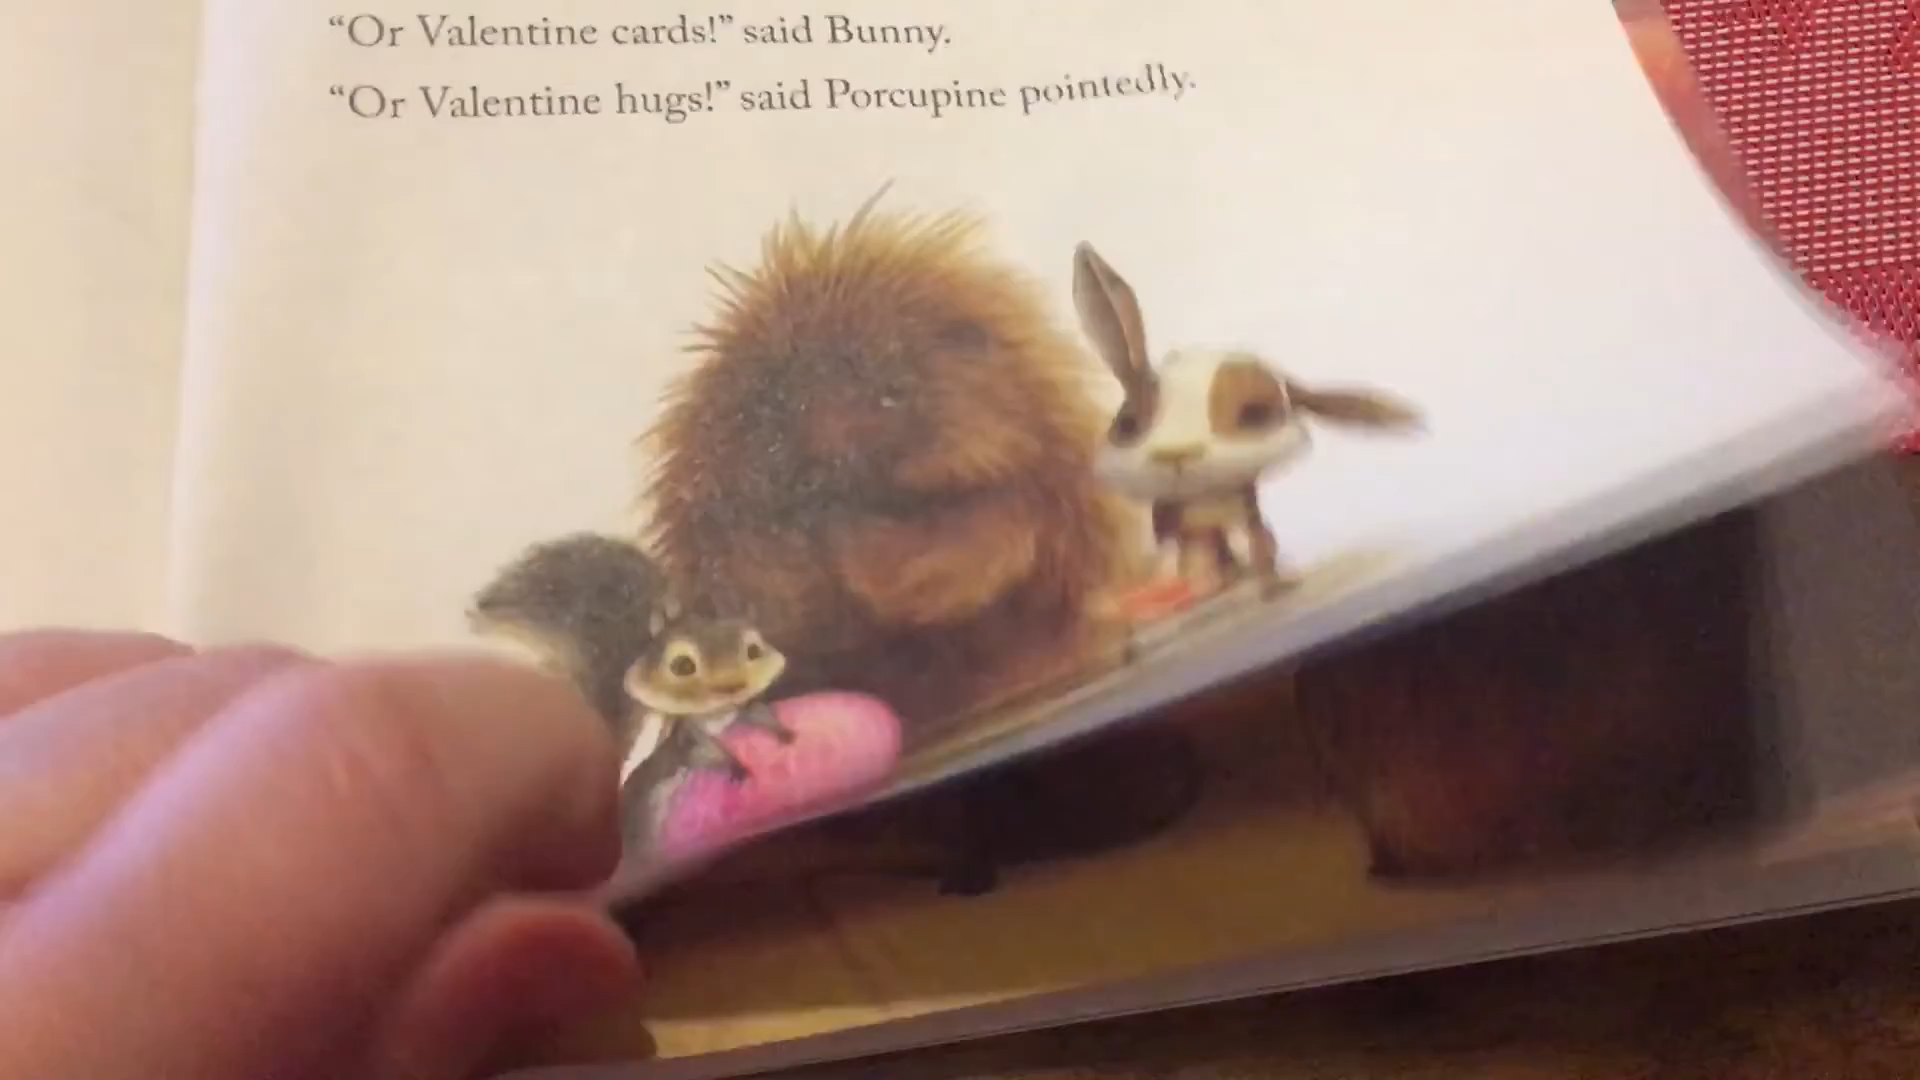 “Or Valentine cards!” said Bunny.
“Or Valentine hugs!” said Porcupine pointedly.